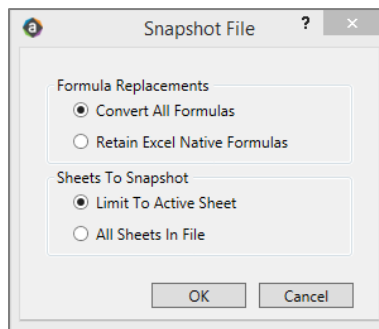 Snapshot File
?
Formula Replacements
Convert All Formulas
Retain Excel Native Formulas
Sheets To Snapshot
Limit To Active Sheet
All Sheets In File
OK Cancel